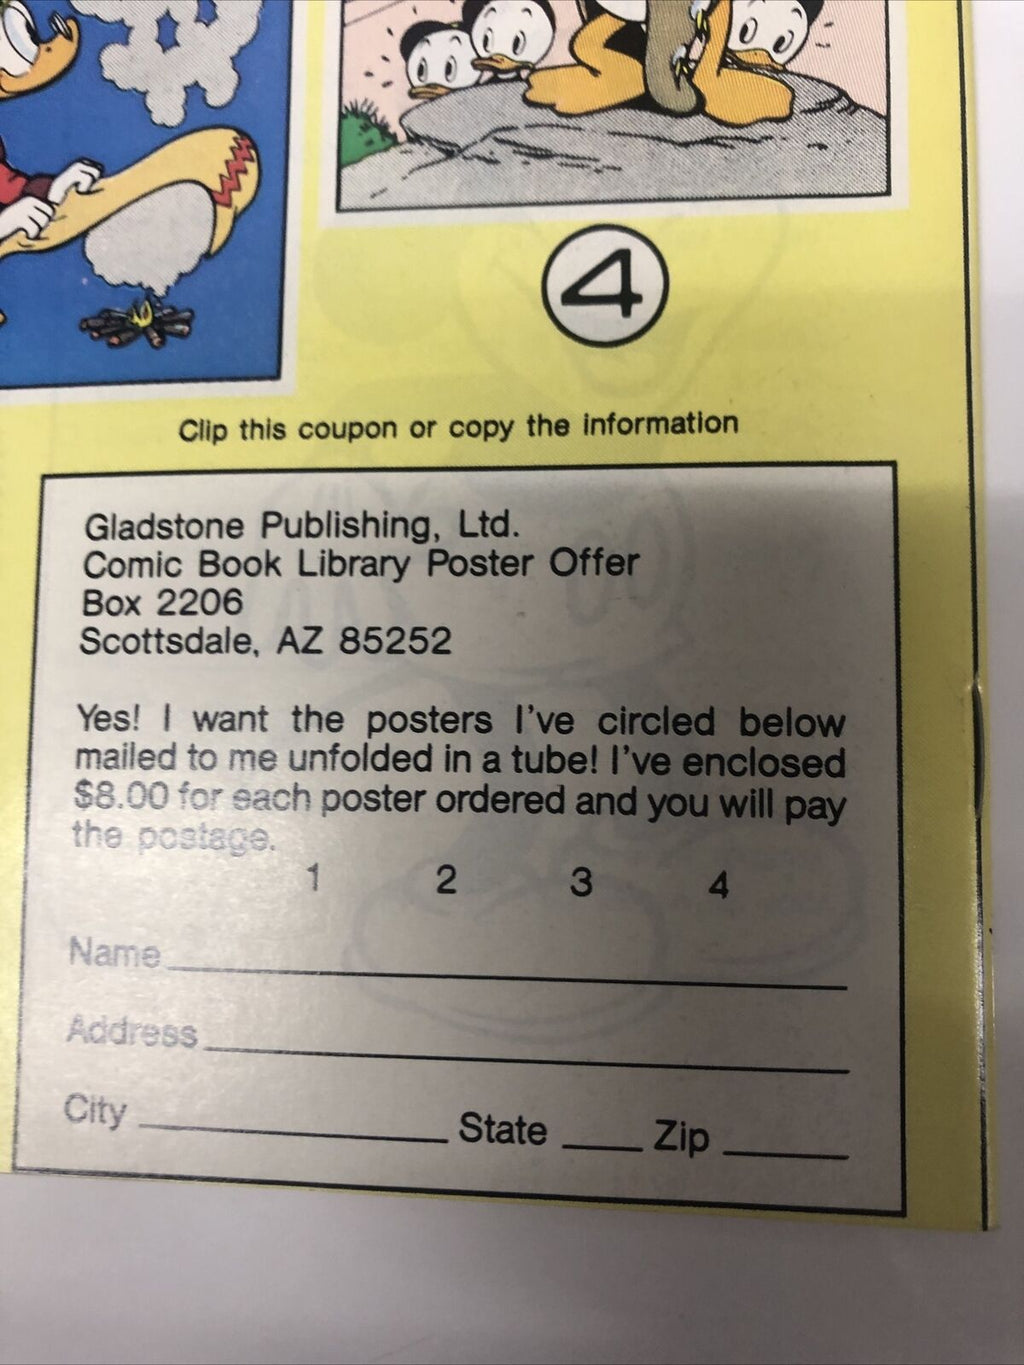 4
Clip this coupon or copy the information
Gladstone Publishing, Ltd.
Comic Book Library Poster Offer
Box 2206
Scottsdale, AZ 85252
Yes! I want the posters I've circled below
mailed to me unfolded in a tube! I've enclosed
$8.00 for each poster ordered and you will pay
the postage.
1 2 3 4
Name
Address
City State Zip